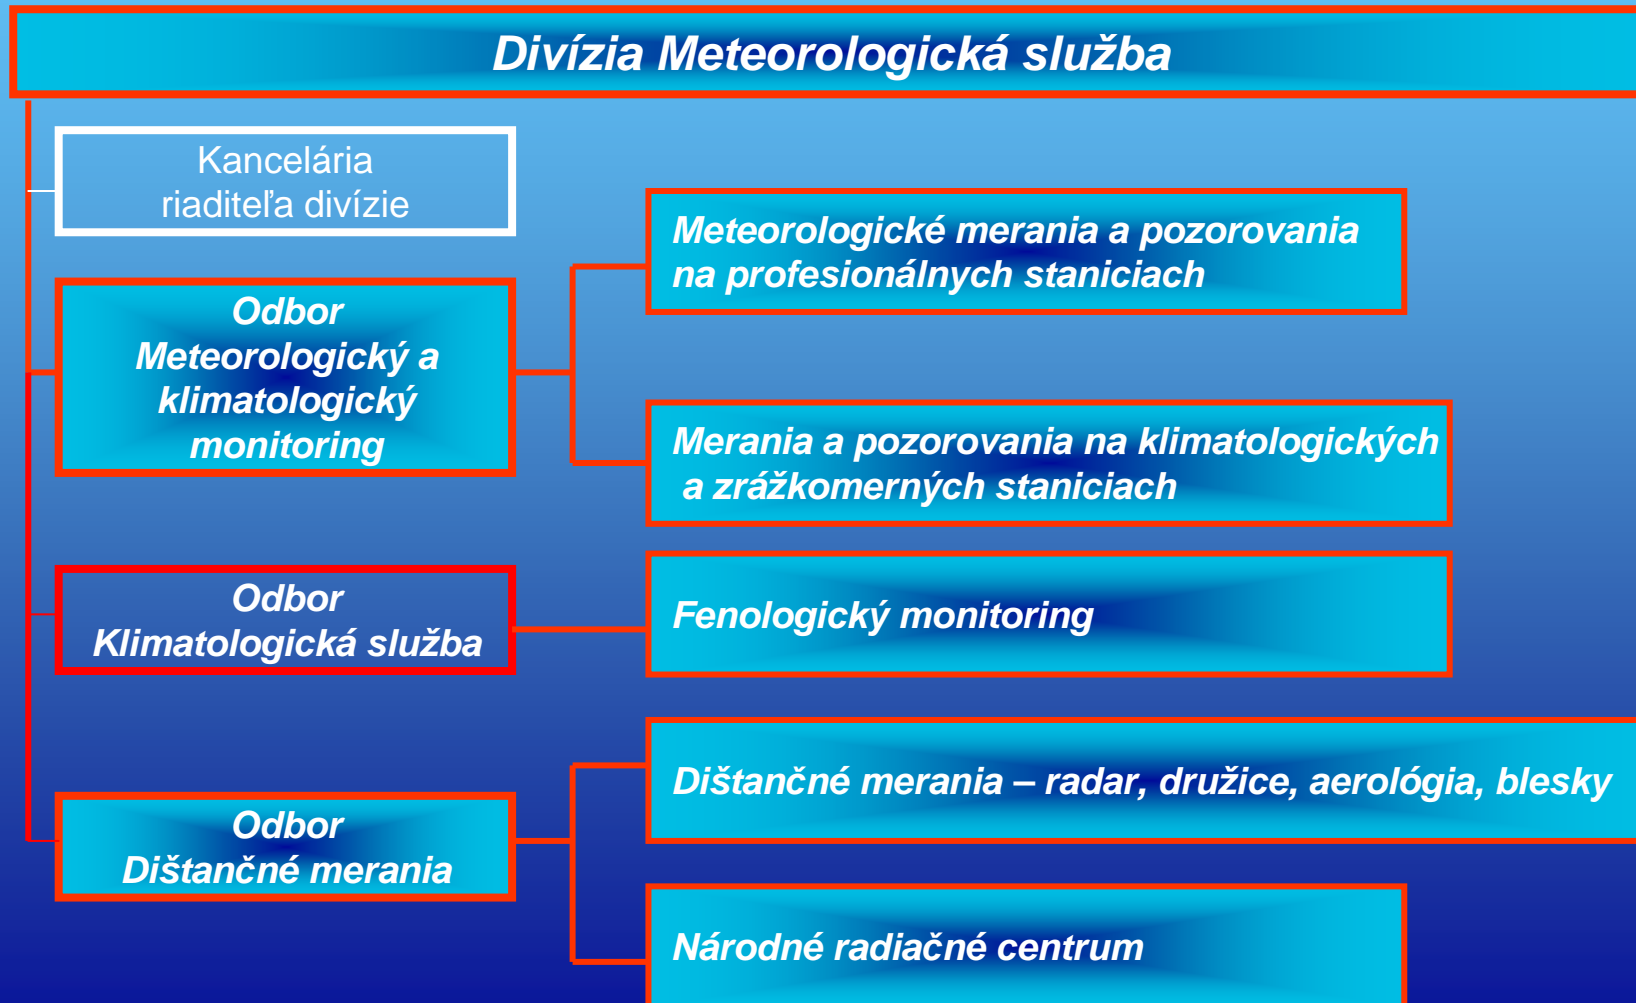 Divízia Meteorologická služba
Kancelária
riaditeľa divízie
Odbor
Meteorologický a
klimatologický
monitoring
Meteorologické merania a pozorovania
na profesionálnych staniciach
Merania a pozorovania na klimatologických
a zrážkomerných staniciach
Odbor
Klimatologická služba
Fenologický monitoring
Odbor
Dištančné merania
Dištančné merania – radar, družice, aerológia, blesky
Národné radiačné centrum